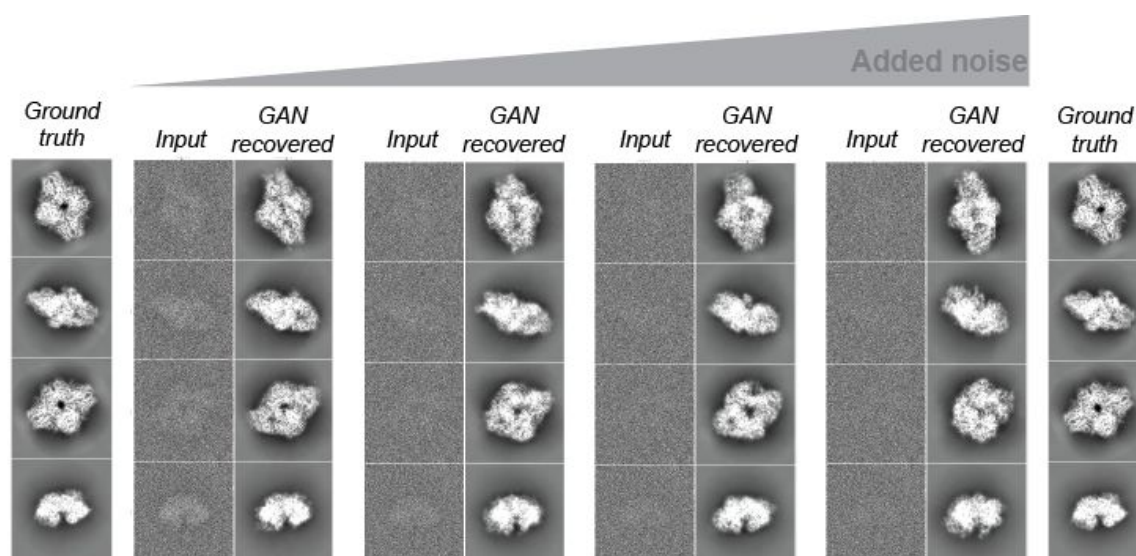 Added noise
Ground
truth
Input
GAN
recovered
Input
GAN
recovered
Input
GAN
recovered
Input
GAN
recovered
Ground
truth